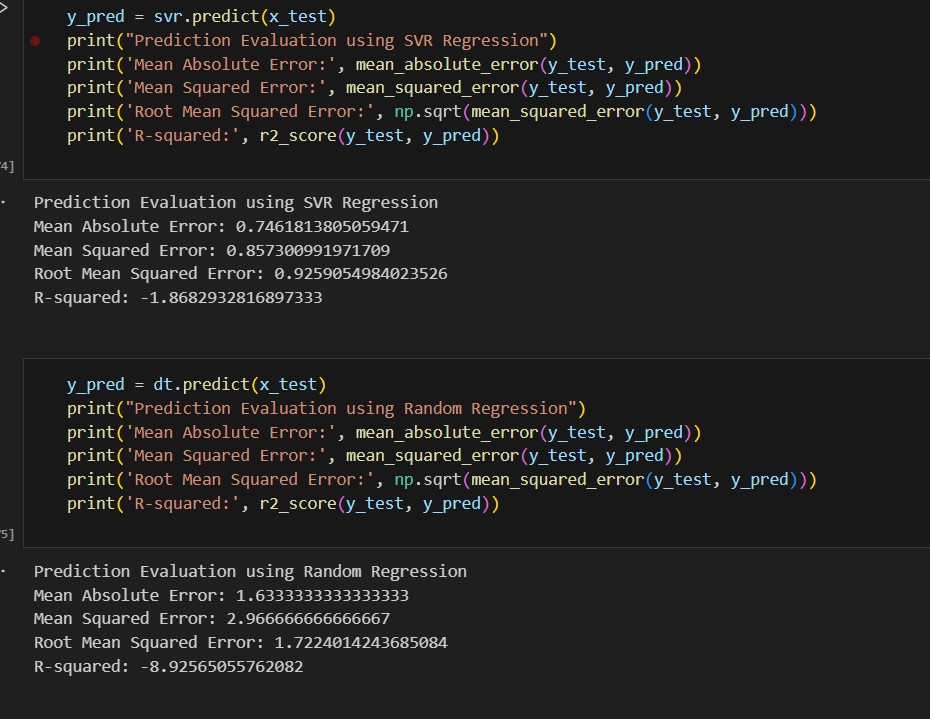 y_pred = svr.predict(x_test)
print("Prediction Evaluation using SVR Regression")
print('Mean Absolute Error:', mean_absolute_error(y_test, y_pred))
print('Mean Squared Error:', mean_squared_error(y_test, y_pred))
print('Root Mean Squared Error:', np.sqrt(mean_squared_error(y_test, y_pred)))
print('R-squared:', r2_score(y_test, y_pred))
4]
Prediction Evaluation using SVR Regression
Mean Absolute Error: 0.7461813805059471
Mean Squared Error: 0.857300991971709
Root Mean Squared Error: 0.9259054984023526
R-squared: -1.8682932816897333
y_pred = dt.predict(x_test)
print("Prediction Evaluation using Random Regression")
print('Mean Absolute Error:', mean_absolute_error(y_test, y_pred))
print('Mean Squared Error:', mean_squared_error(y_test, y_pred))
print('Root Mean Squared Error:', np.sqrt(mean_squared_error(y_test, y_pred)))
print('R-squared:', r2_score(y_test, y_pred))
5]
Prediction Evaluation using Random Regression
Mean Absolute Error: 1.6333333333333333
Mean Squared Error: 2.966666666666667
Root Mean Squared Error: 1.7224014243685084
R-squared: -8.92565055762082